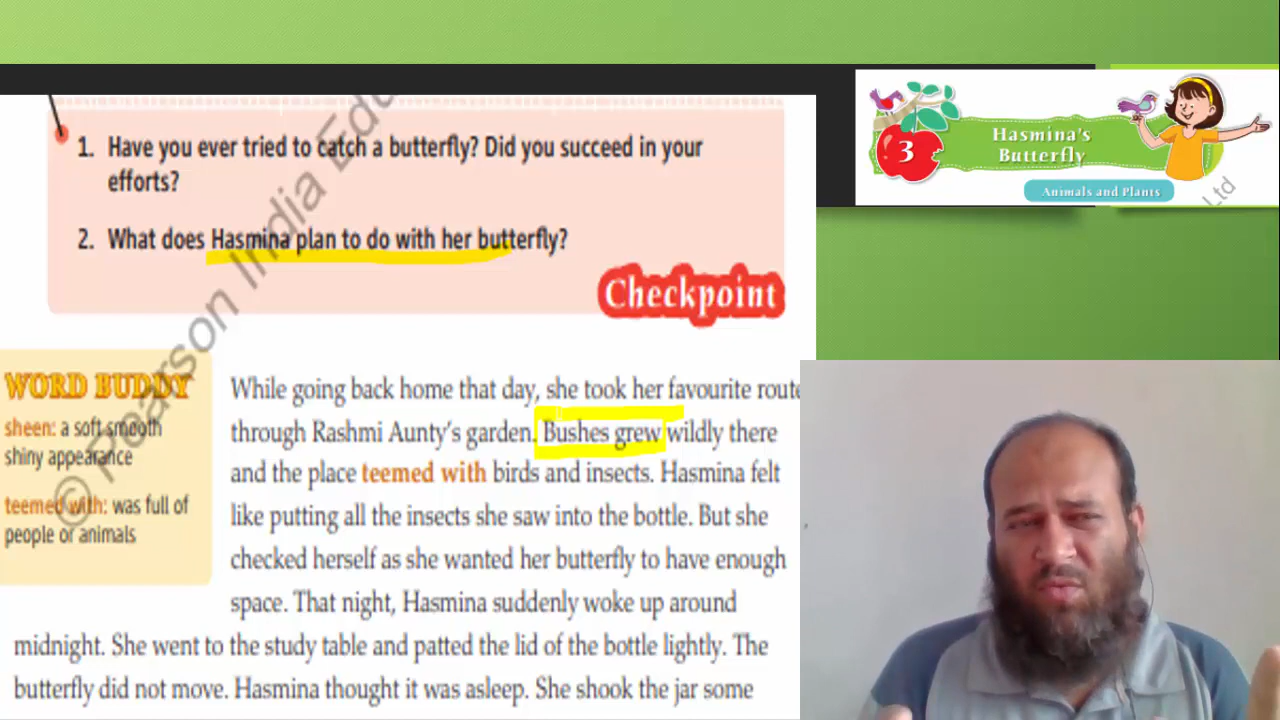 1. Have you ever tried to catch a butterfly? Did you succeed in your
efforts?
2. What does Hasmina plan to do with her butterfly?
Checkpoint
3
Hasmina's
Butterfly
Animals and Plants
WORD BUDDY
sheen: a soft smooth
shiny appearance
teemed with: was full of
people or animals
While going back home that day, she took her favourite route
through Rashmi Aunty's garden. Bushes grew wildly there
and the place teemed with birds and insects. Hasmina felt
like putting all the insects she saw into the bottle. But she
checked herself as she wanted her butterfly to have enough
space. That night, Hasmina suddenly woke up around
midnight. She went to the study table and patted the lid of the bottle lightly. The
butterfly did not move. Hasmina thought it was asleep. She shook the jar some
© Pearson India Edu
Ltd